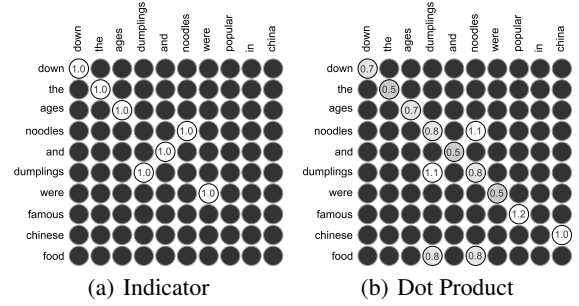 down the ages dumplings and noodles were popular in china
down 1.0
the 1.0
ages 1.0
noodles 1.0
and 1.0
dumplings 1.0
were 1.0
famous
chinese
food
(a) Indicator
down the ages dumplings and noodles were popular in china
down 0.7
the 0.5
ages 0.7
noodles 0.8 1.1
and 0.5
dumplings 1.1 0.8
were 0.5
famous 1.2
chinese 1.0
food 0.8 0.8
(b) Dot Product